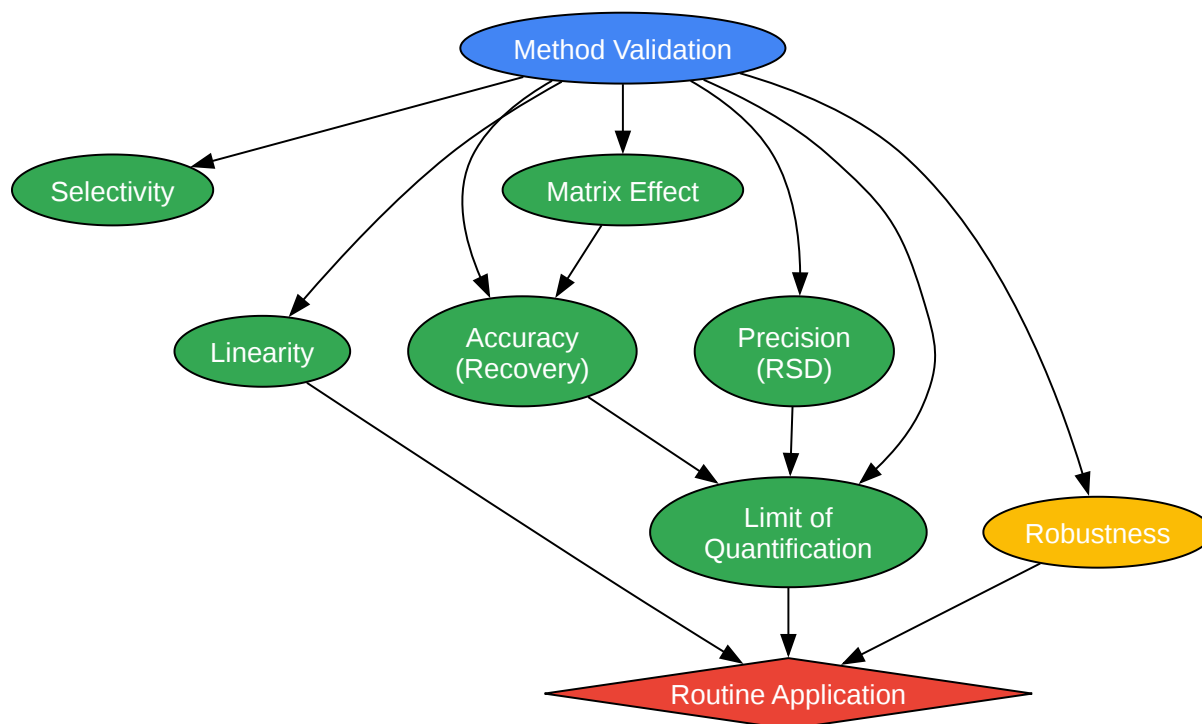 Method Validation
Selectivity
Matrix Effect
Linearity
Accuracy
(Recovery)
Precision
(RSD)
Limit of
Quantification
Robustness
Routine Application